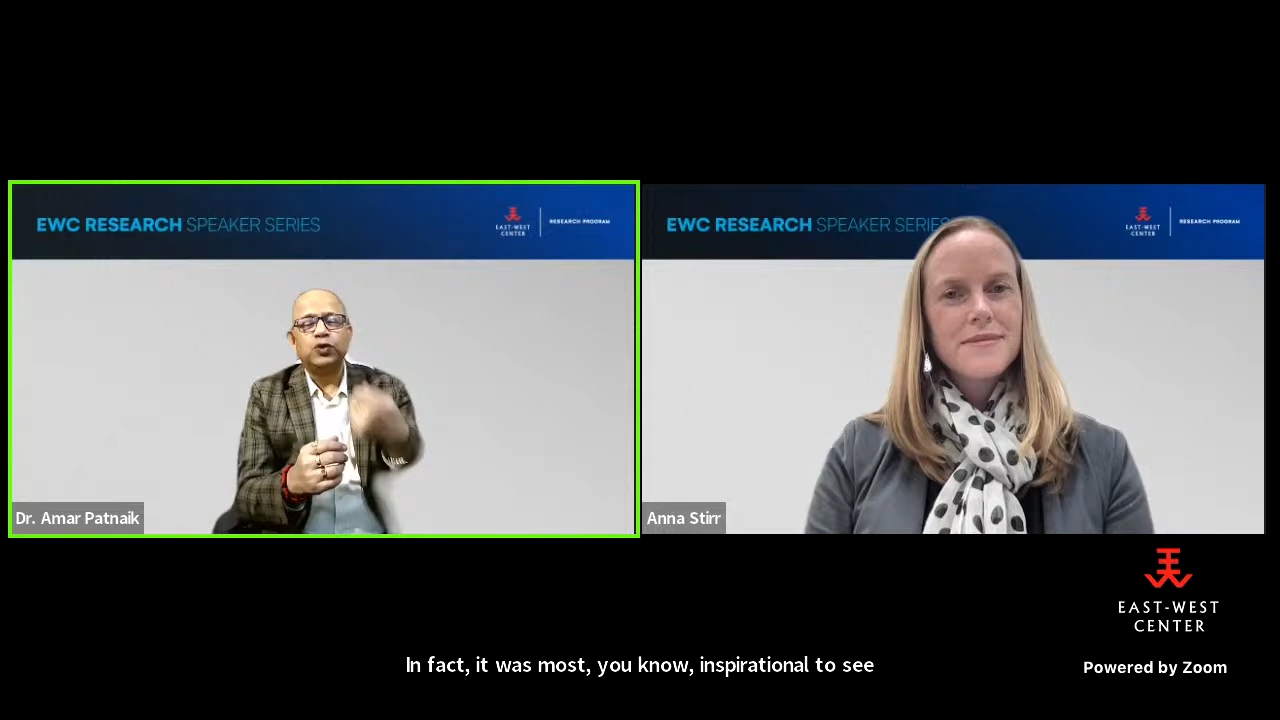 EWC RESEARCH SPEAKER SERIES
EAST-WEST
CENTER
RESEARCH PROGRAM
EWC RESEARCH SPEAKER SERIES
EAST-WEST
CENTER
RESEARCH PROGRAM
Dr. Amar Patnaik
Anna Stirr
EAST-WEST
CENTER
In fact, it was most, you know, inspirational to see
Powered by Zoom